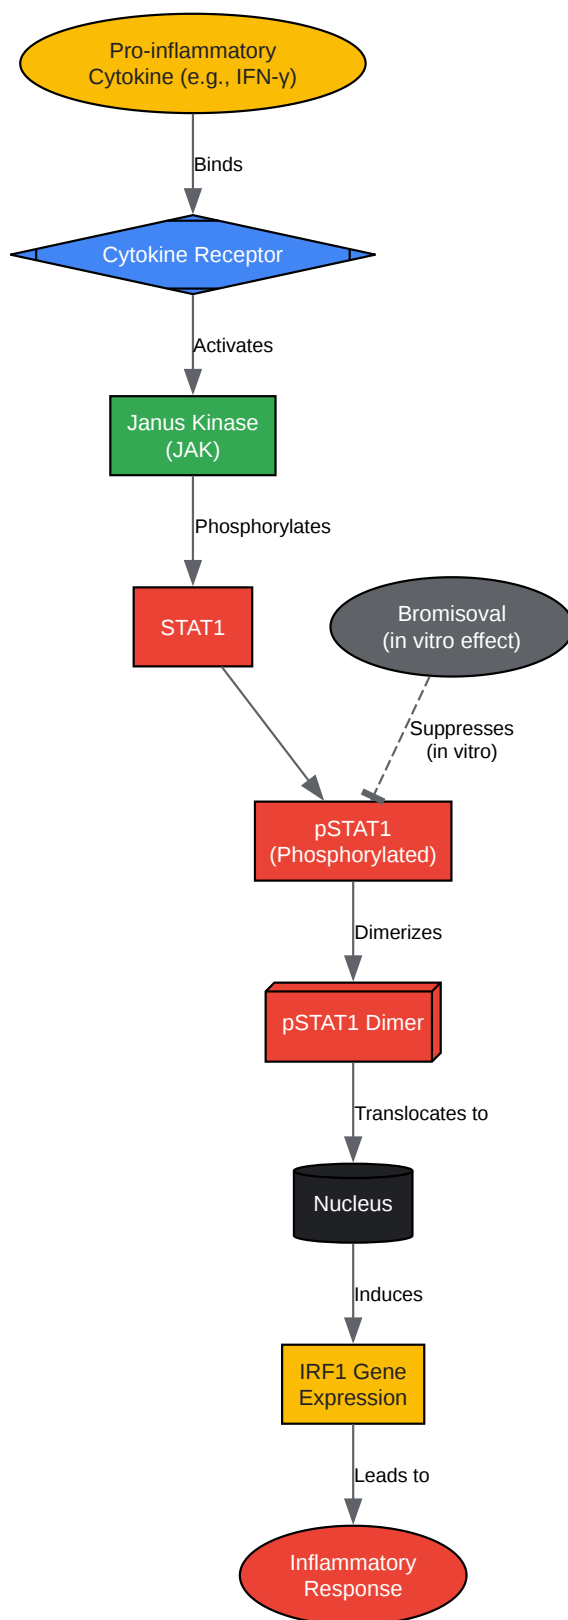 Pro-inflammatory
Cytokine (e.g., IFN-γ)
Binds
Cytokine Receptor
Activates
Janus Kinase
(JAK)
Phosphorylates
STAT1
Bromisoval
(in vitro effect)
Suppresses
(in vitro)
pSTAT1
(Phosphorylated)
Dimerizes
pSTAT1 Dimer
Translocates to
Nucleus
Induces
IRF1 Gene
Expression
Leads to
Inflammatory
Response